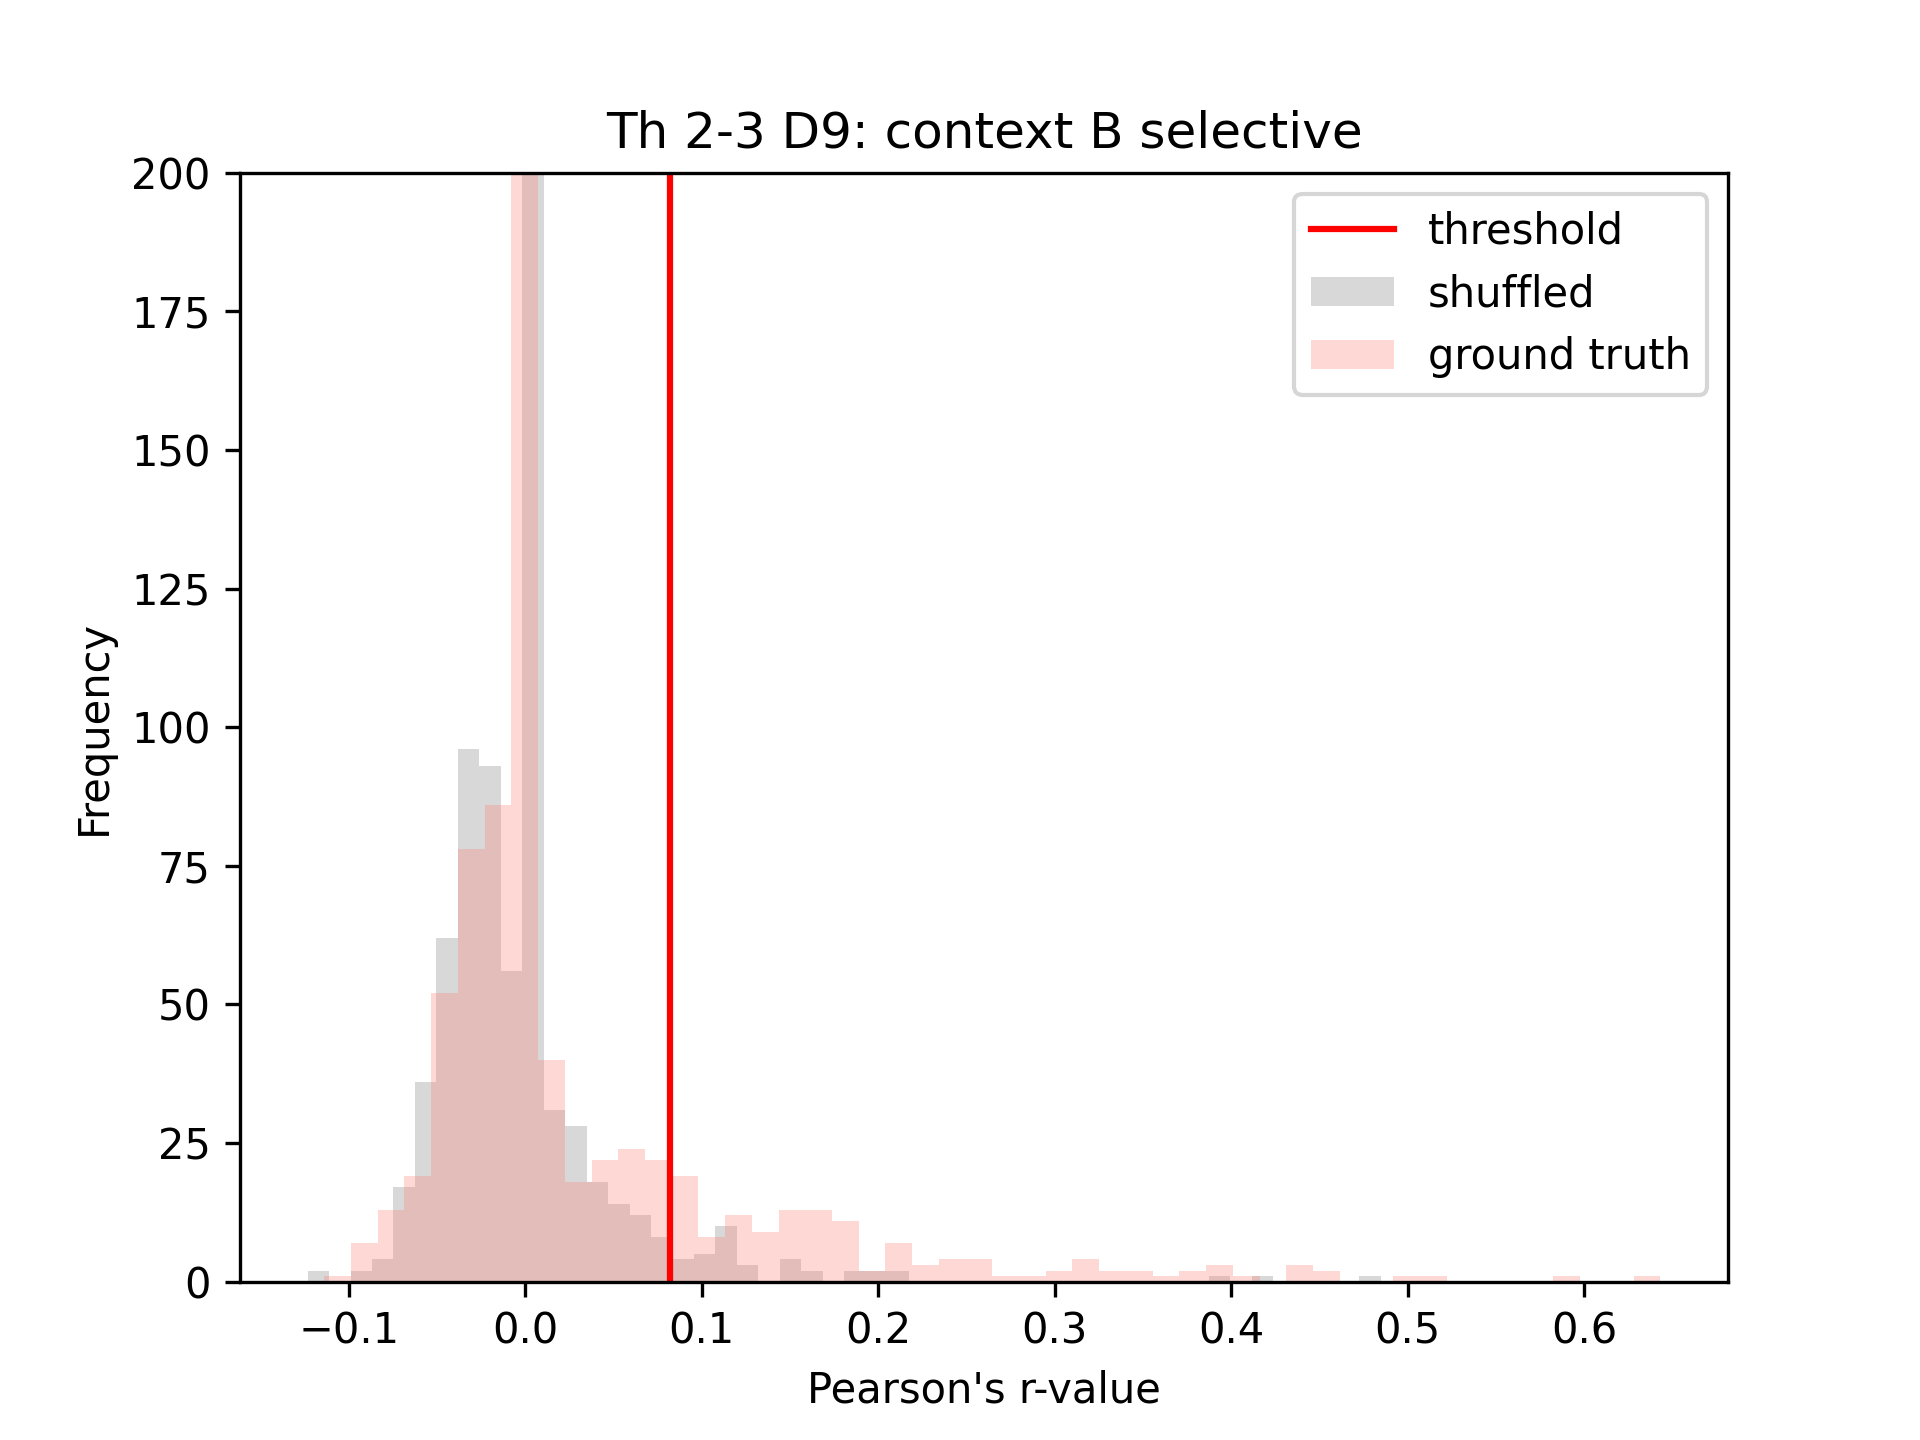 Th 2-3 D9: context B selective
200
175
150
125
100
75
50
25
0
Frequency
threshold
shuffled
ground truth
−0.1 0.0 0.1 0.2 0.3 0.4 0.5 0.6
Pearson's r-value